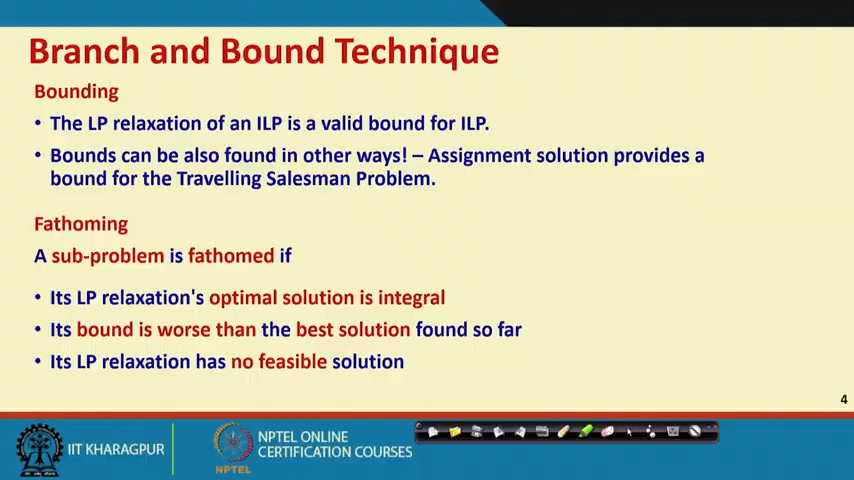 Branch and Bound Technique
Bounding
• The LP relaxation of an ILP is a valid bound for ILP.
• Bounds can be also found in other ways! – Assignment solution provides a
bound for the Travelling Salesman Problem.
Fathoming
A sub-problem is fathomed if
• Its LP relaxation's optimal solution is integral
• Its bound is worse than the best solution found so far
• Its LP relaxation has no feasible solution
4
IIT KHARAGPUR
NPTEL
NPTEL ONLINE
CERTIFICATION COURSES